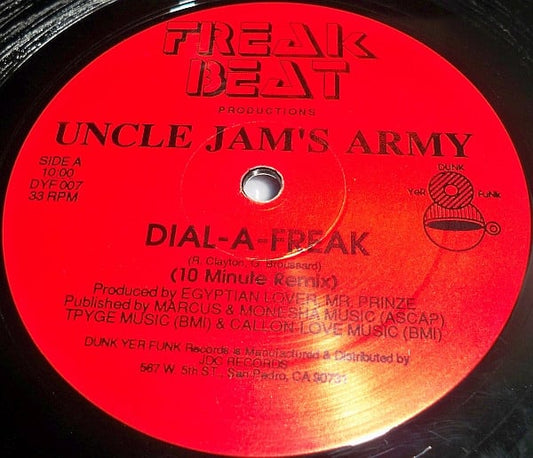 FREAK
BEAT
PRODUCTIONS
UNCLE JAM'S ARMY
SIDE A
10:00
DYF 007
33 RPM
DUNK
YER FuNk
DIAL-A-FREAK
(R. Clayton, G. Broussard)
(10 Minute Remix)
Produced by EGYPTIAN LOVER, MR. PRINZE
Published by MARCUS & MONESHA MUSIC (ASCAP)
TPYGE MUSIC (BMI) & CALLON-LOVE MUSIC (BMI)
DUNK YER FUNK Records is Manufactured & Distributed by
JDC RECORDS
567 W. 5th ST., San Pedro, CA 90731